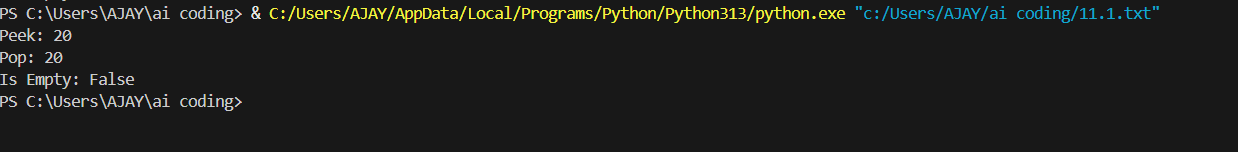 PS C:\Users\AJAY\ai coding> & C:/Users/AJAY/AppData/Local/Programs/Python/Python313/python.exe "c:/Users/AJAY/ai coding/11.1.txt"
Peek: 20
Pop: 20
Is Empty: False
PS C:\Users\AJAY\ai coding>